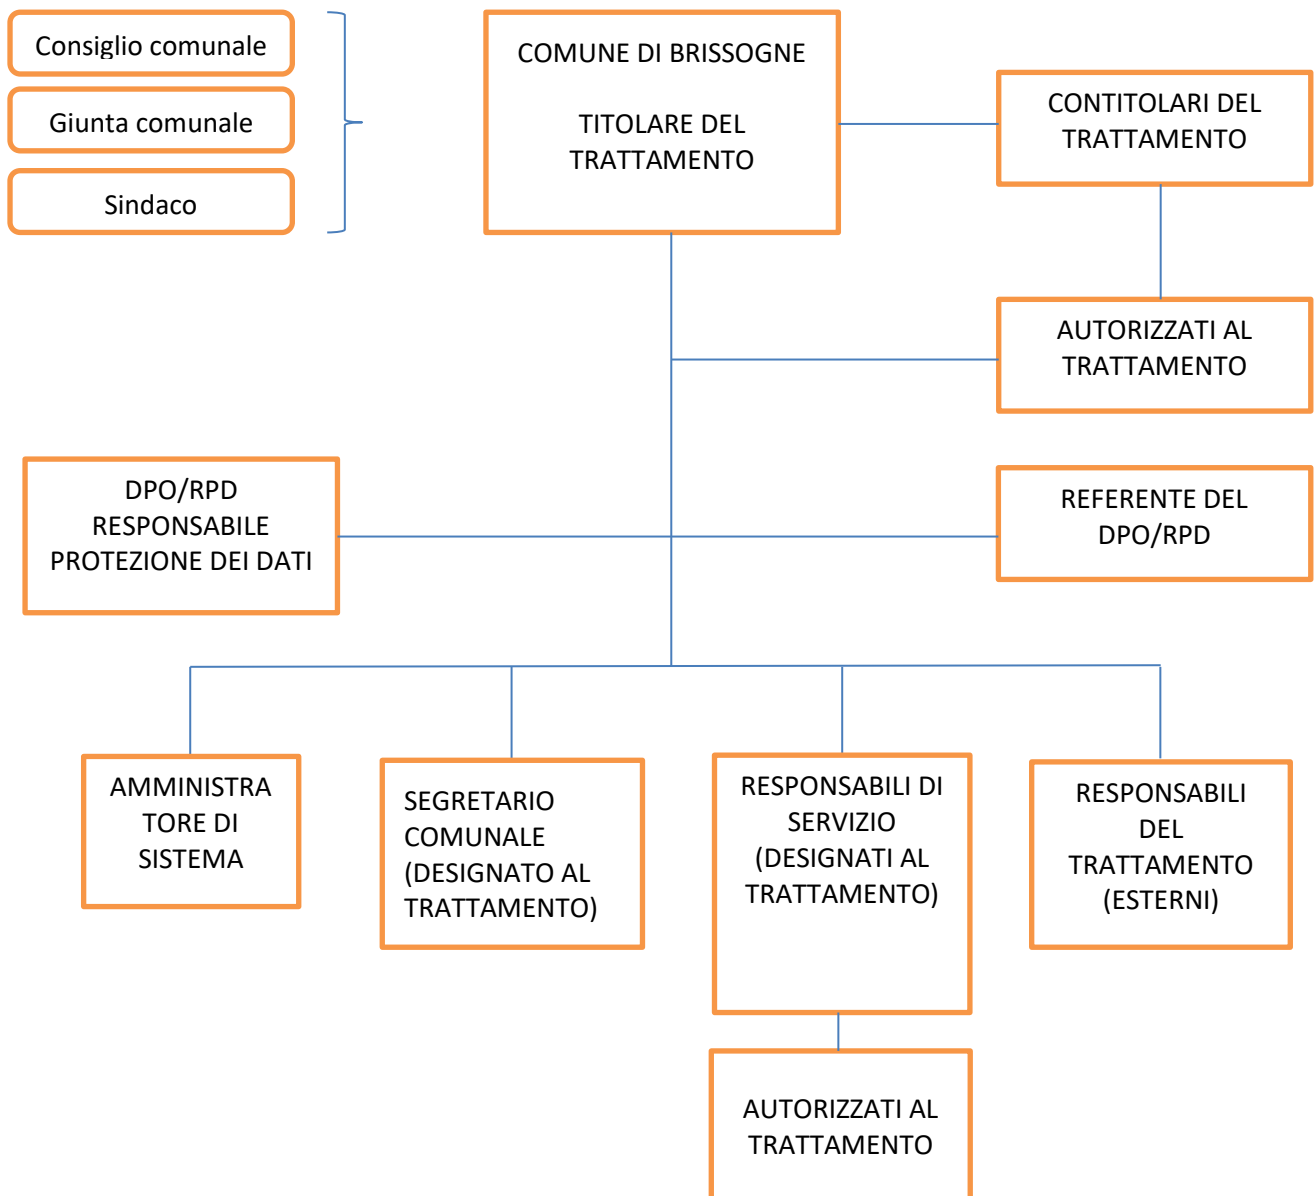 Consiglio comunale
Giunta comunale
Sindaco
COMUNE DI BRISSOGNE
TITOLARE DEL
TRATTAMENTO
CONTITOLARI DEL
TRATTAMENTO
AUTORIZZATI AL
TRATTAMENTO
DPO/RPD
RESPONSABILE
PROTEZIONE DEI DATI
REFERENTE DEL
DPO/RPD
AMMINISTRA
TORE DI
SISTEMA
SEGRETARIO
COMUNALE
(DESIGNATO AL
TRATTAMENTO)
RESPONSABILI DI
SERVIZIO
(DESIGNATI AL
TRATTAMENTO)
RESPONSABILI
DEL
TRATTAMENTO
(ESTERNI)
AUTORIZZATI AL
TRATTAMENTO